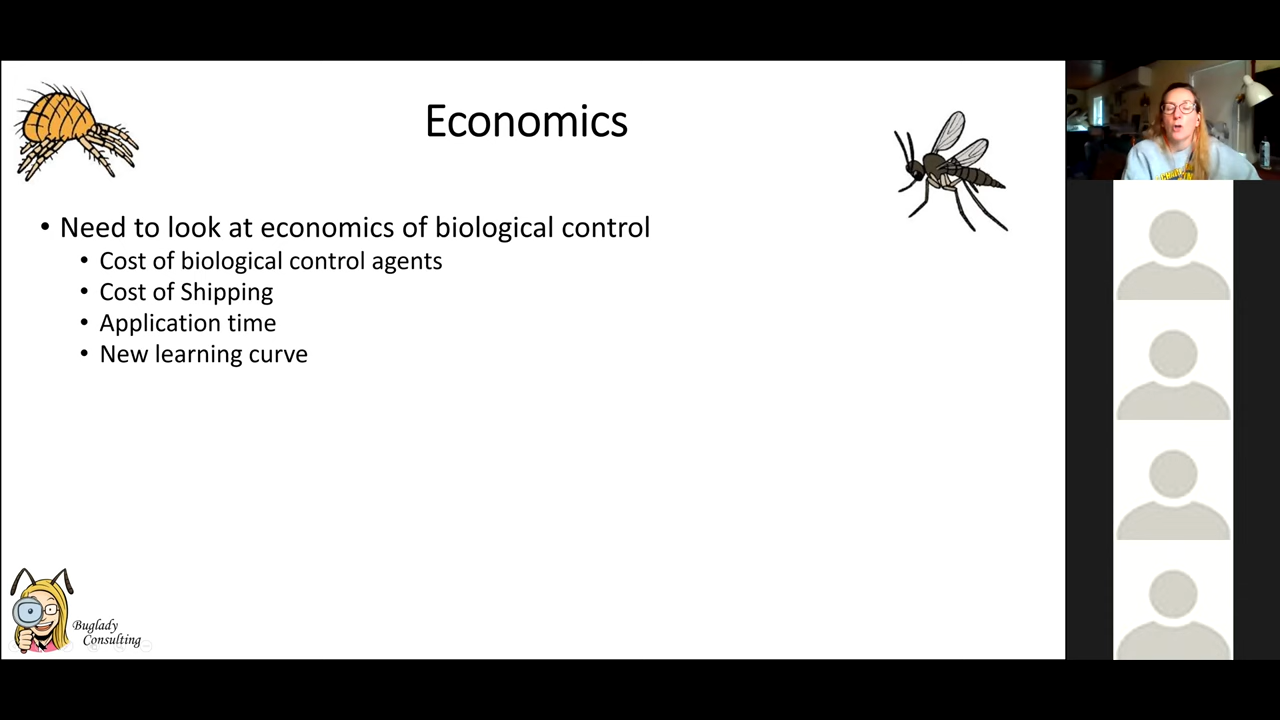 Economics
• Need to look at economics of biological control
• Cost of biological control agents
• Cost of Shipping
• Application time
• New learning curve
Buglady
Consulting